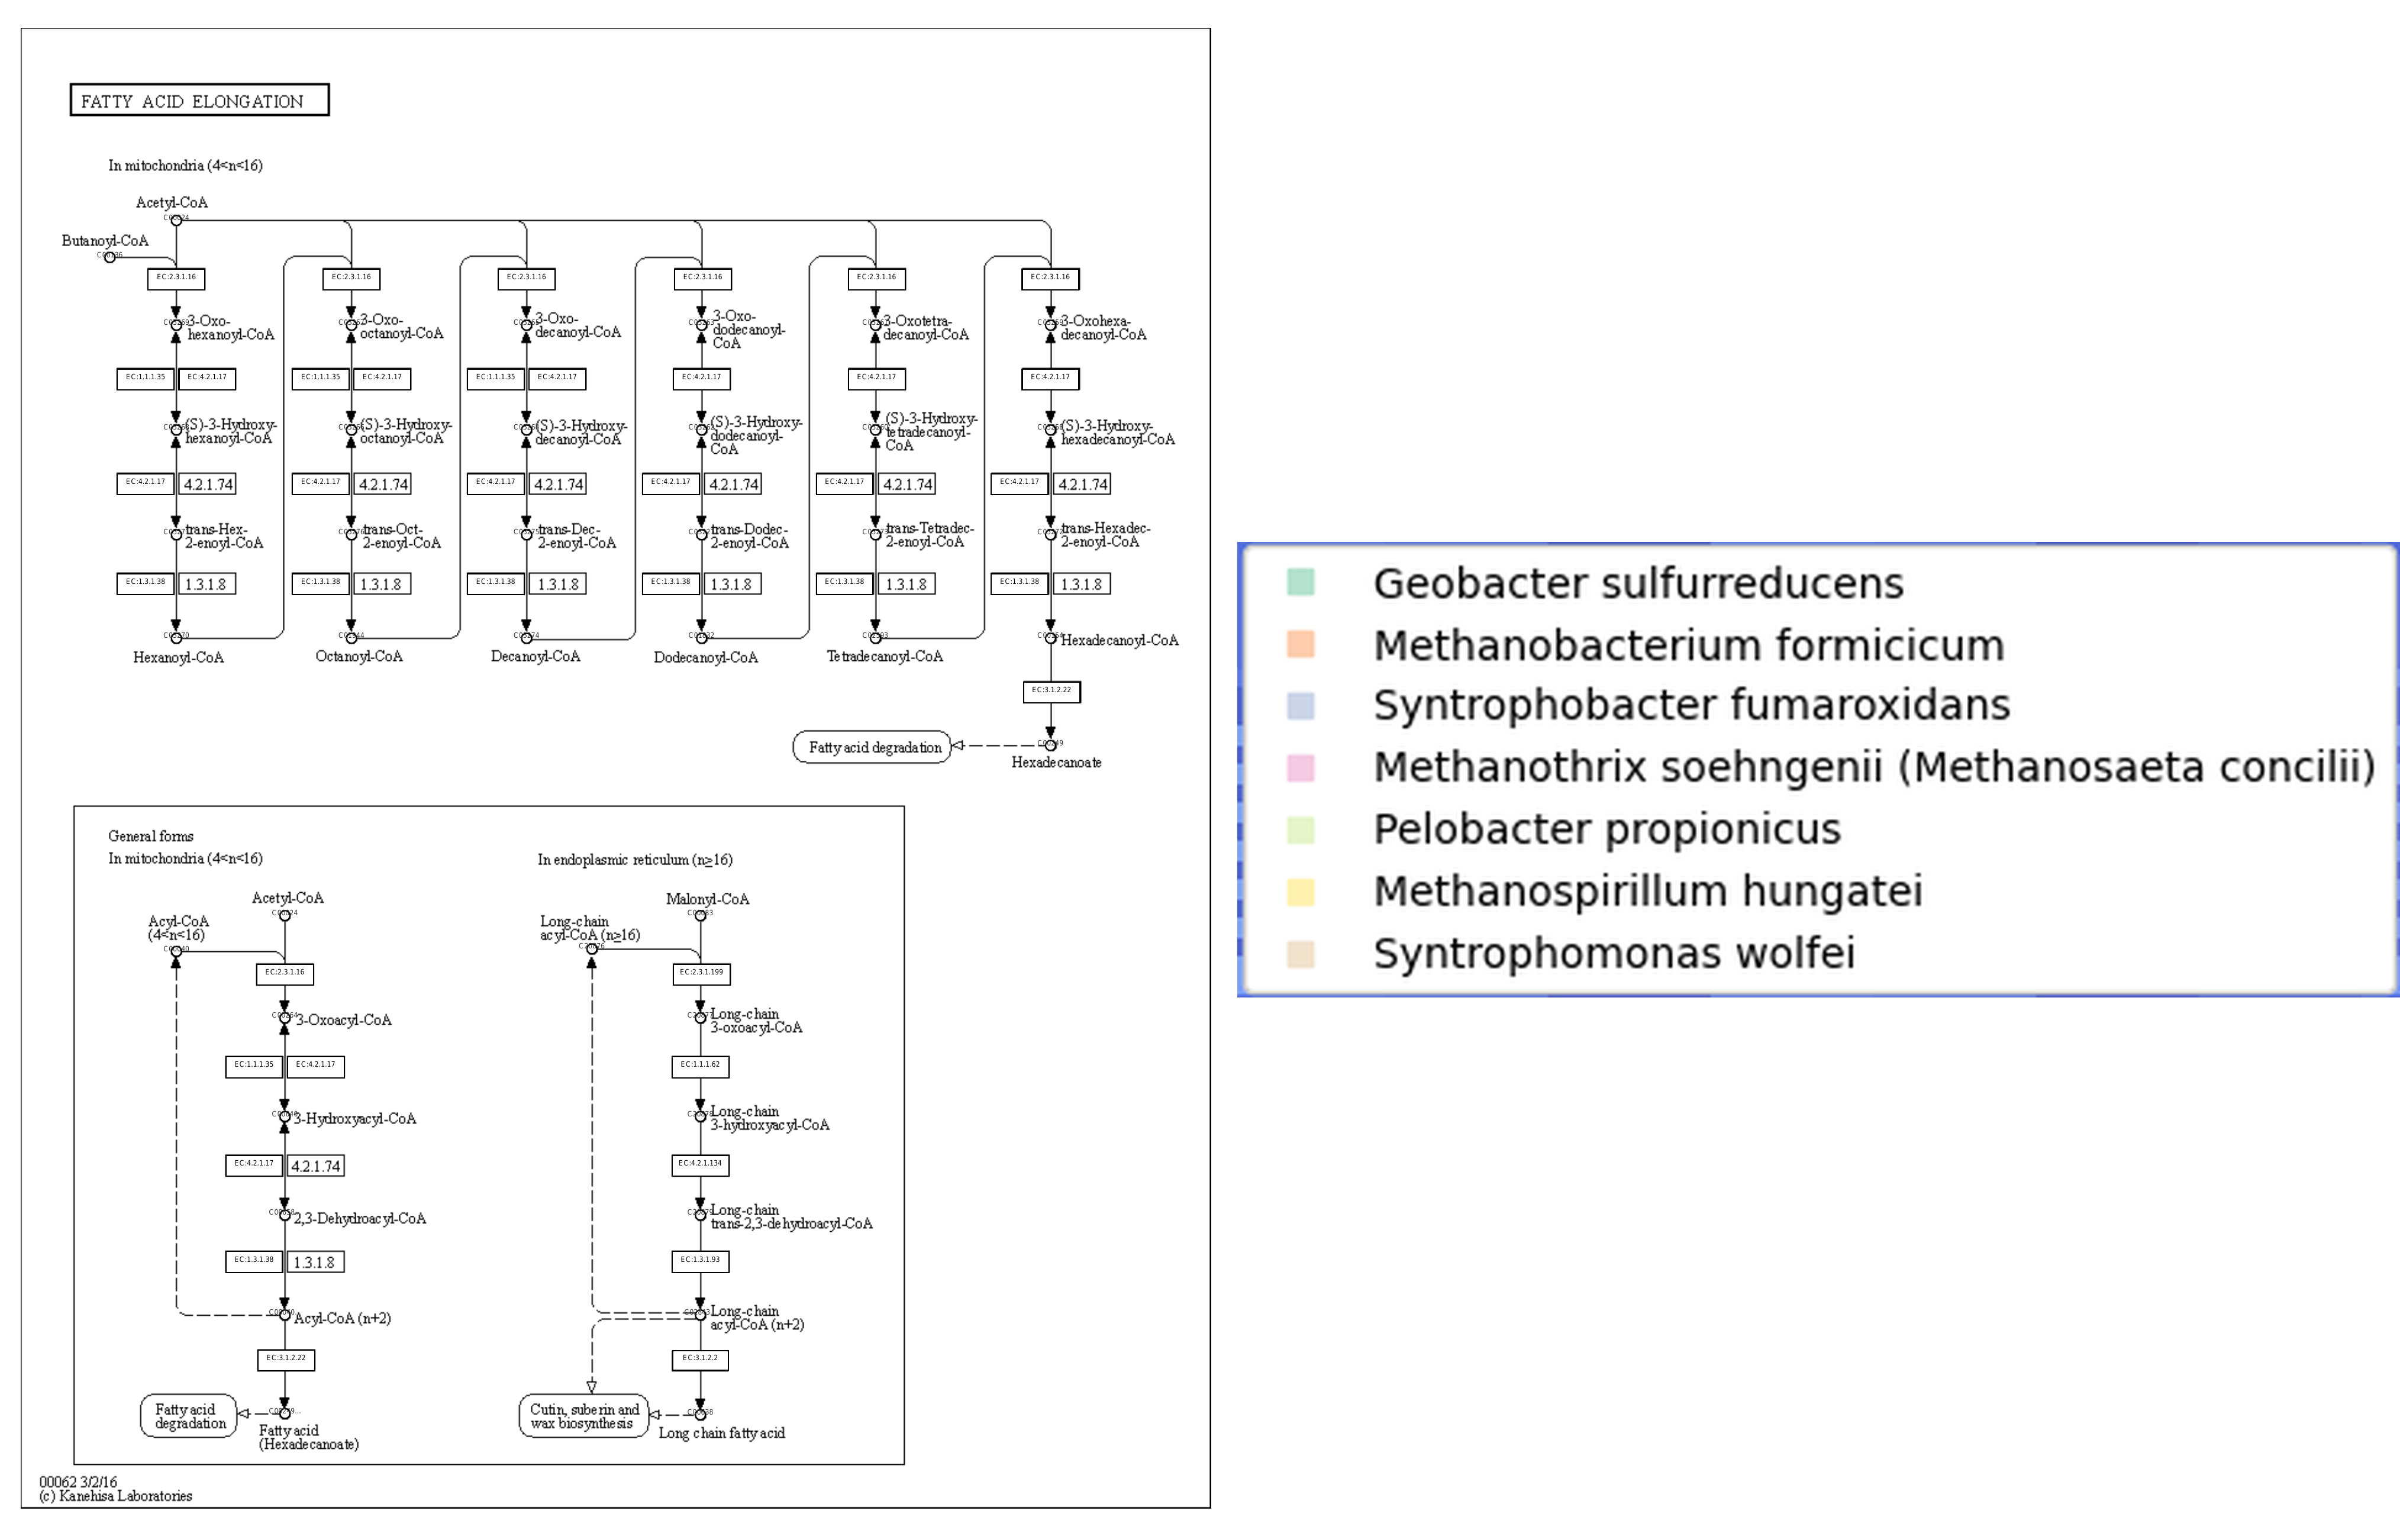 FATTY ACID ELONGATION
In mitochondria (4<n<16)
Acetyl-CoA
Butanoyl-CoA
EC:2.3.1.16 EC:2.3.1.16 EC:2.3.1.16 EC:2.3.1.16 EC:2.3.1.16 EC:2.3.1.16
3-Oxo-
hexanoyl-CoA
3-Oxo-
octanoyl-CoA
3-Oxo-
decanoyl-CoA
3-Oxo-
dodecanoyl-
CoA
3-Oxotetra-
decanoyl-CoA
3-Oxohexa-
decanoyl-CoA
EC:1.1.1.35 EC:4.2.1.17 EC:1.1.1.35 EC:4.2.1.17 EC:1.1.1.35 EC:4.2.1.17 EC:4.2.1.17 EC:4.2.1.17 EC:4.2.1.17
(S)-3-Hydroxy-
hexanoyl-CoA
(S)-3-Hydroxy-
octanoyl-CoA
(S)-3-Hydroxy-
decanoyl-CoA
(S)-3-Hydroxy-
dodecanoyl-
CoA
(S)-3-Hydroxy-
tetradecanoyl-
CoA
(S)-3-Hydroxy-
hexadecanoyl-CoA
EC:4.2.1.17 4.2.1.74 EC:4.2.1.17 4.2.1.74 EC:4.2.1.17 4.2.1.74 EC:4.2.1.17 4.2.1.74 EC:4.2.1.17 4.2.1.74 EC:4.2.1.17 4.2.1.74
trans-Hex-
2-enoyl-CoA
trans-Oct-
2-enoyl-CoA
trans-Dec-
2-enoyl-CoA
trans-Dodec-
2-enoyl-CoA
trans-Tetradec-
2-enoyl-CoA
trans-Hexadec-
2-enoyl-CoA
EC:1.3.1.38 1.3.1.8 EC:1.3.1.38 1.3.1.8 EC:1.3.1.38 1.3.1.8 EC:1.3.1.38 1.3.1.8 EC:1.3.1.38 1.3.1.8 EC:1.3.1.38 1.3.1.8
Hexanoyl-CoA
Octanoyl-CoA
Decanoyl-CoA
Dodecanoyl-CoA
Tetradecanoyl-CoA
Hexadecanoyl-CoA
EC:3.1.2.22
Fatty acid degradation
Hexadecanoate
General forms
In mitochondria (4<n<16)
Acetyl-CoA
Acyl-CoA
(4<n<16)
EC:2.3.1.16
3-Oxoacyl-CoA
EC:1.1.1.35 EC:4.2.1.17
3-Hydroxyacyl-CoA
EC:4.2.1.17 4.2.1.74
2,3-Dehydroacyl-CoA
EC:1.3.1.38 1.3.1.8
Acyl-CoA (n+2)
EC:3.1.2.22
Fatty acid
degradation
Fatty acid
(Hexadecanoate)
In endoplasmic reticulum (n≥16)
Malonyl-CoA
Long-chain
acyl-CoA (n≥16)
EC:2.3.1.199
Long-chain
3-oxoacyl-CoA
EC:1.1.1.62
Long-chain
3-hydroxyacyl-CoA
EC:4.2.1.134
Long-chain
trans-2,3-dehydroacyl-CoA
EC:1.3.1.93
Long-chain
acyl-CoA (n+2)
EC:3.1.2.2
Cutin, suberin and
wax biosynthesis
Long chain fatty acid
00062 3/2/16
(c) Kanehisa Laboratories
Geobacter sulfurreducens
Methanobacterium formicicum
Syntrophobacter fumaroxidans
Methanothrix soehngenii (Methanosaeta concilii)
Pelobacter propionicus
Methanospirillum hungatei
Syntrophomonas wolfei